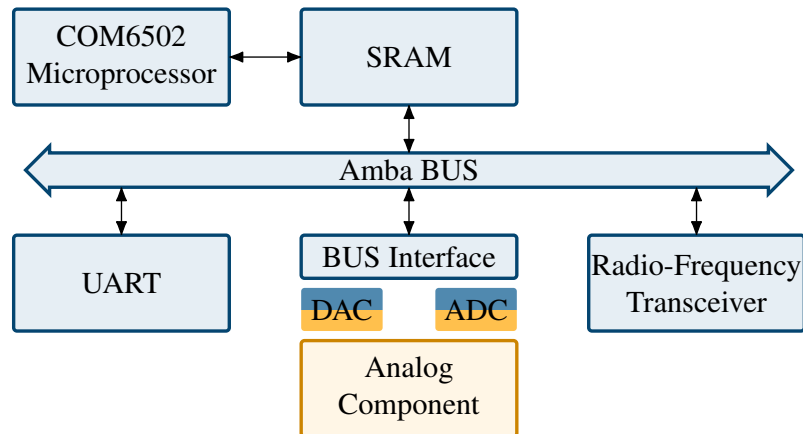 COM6502
Microprocessor
SRAM
Amba BUS
UART
BUS Interface
Radio-Frequency
Transceiver
DAC
ADC
Analog
Component